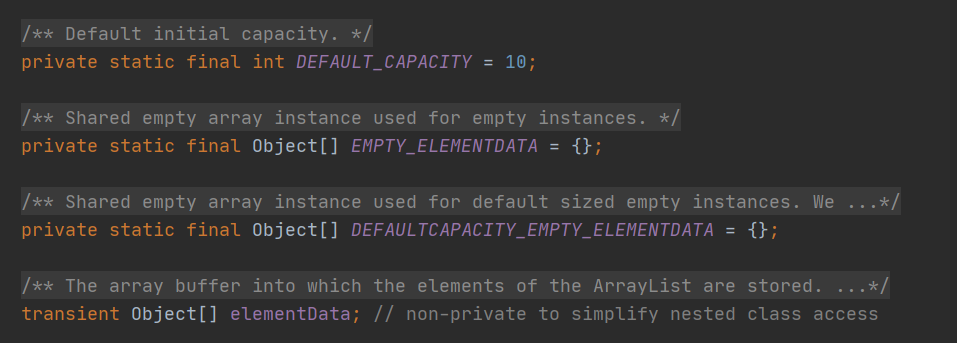 /** Default initial capacity. */
private static final int DEFAULT_CAPACITY = 10;
/** Shared empty array instance used for empty instances. */
private static final Object[] EMPTY_ELEMENTDATA = {};
/** Shared empty array instance used for default sized empty instances. We ...*/
private static final Object[] DEFAULTCAPACITY_EMPTY_ELEMENTDATA = {};
/** The array buffer into which the elements of the ArrayList are stored. ...*/
transient Object[] elementData; // non-private to simplify nested class access